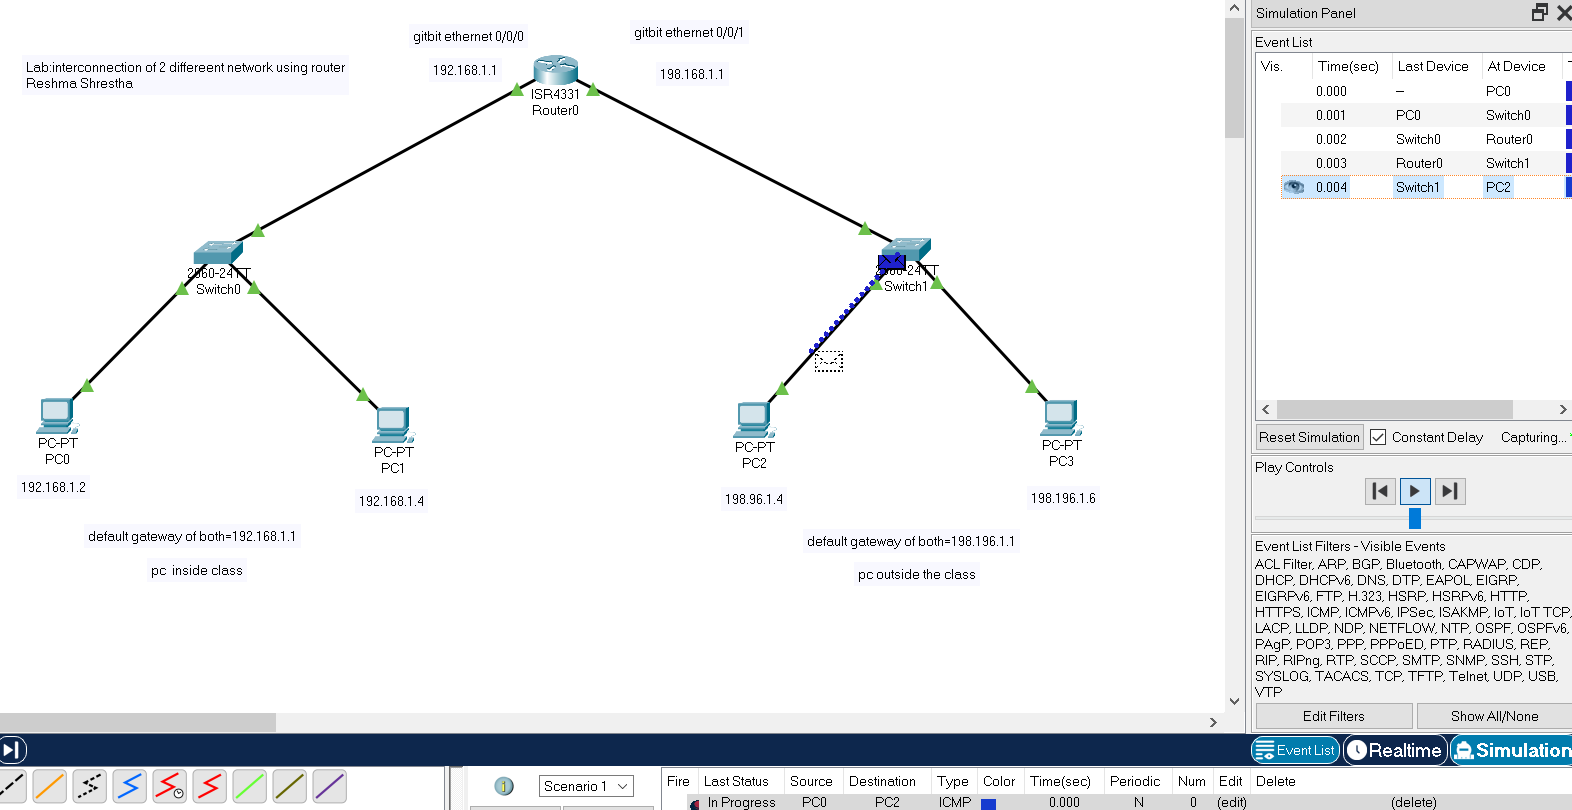 gitbit ethernet 0/0/0
gitbit ethernet 0/0/1
Lab:interconnection of 2 differeent network using router
Reshma Shrestha
192.168.1.1
198.168.1.1
ISR4331
Router0
2960-24TT
Switch0
2960-24TT
Switch1
PC-PT
PC0
192.168.1.2
PC-PT
PC1
192.168.1.4
PC-PT
PC2
198.96.1.4
PC-PT
PC3
198.196.1.6
default gateway of both=192.168.1.1
pc inside class
default gateway of both=198.196.1.1
pc outside the class
Simulation Panel
Event List
Vis. Time(sec) Last Device At Device
0.000 -- PC0
0.001 PC0 Switch0
0.002 Switch0 Router0
0.003 Router0 Switch1
0.004 Switch1 PC2
Reset Simulation Constant Delay Capturing...
Play Controls
Event List Filters - Visible Events
ACL Filter, ARP, BGP, Bluetooth, CAPWAP, CDP,
DHCP, DHCPv6, DNS, DTP, EAPOL, EIGRP,
EIGRPv6, FTP, H.323, HSRP, HSRPv6, HTTP,
HTTPS, ICMP, ICMPv6, IPSec, ISAKMP, IoT, IoT TCP,
LACP, LLDP, NDP, NETFLOW, NTP, OSPF, OSPFv6,
PAgP, POP3, PPP, PPPoED, PTP, RADIUS, REP,
RIP, RIPng, RTP, SCCP, SMTP, SNMP, SSH, STP,
SYSLOG, TACACS, TCP, TFTP, Telnet, UDP, USB,
VTP
Edit Filters Show All/None
Event List Realtime Simulation
Scenario 1
Fire Last Status Source Destination Type Color Time(sec) Periodic Num Edit Delete
In Progress PC0 PC2 ICMP 0.000 N 0 (edit) (delete)